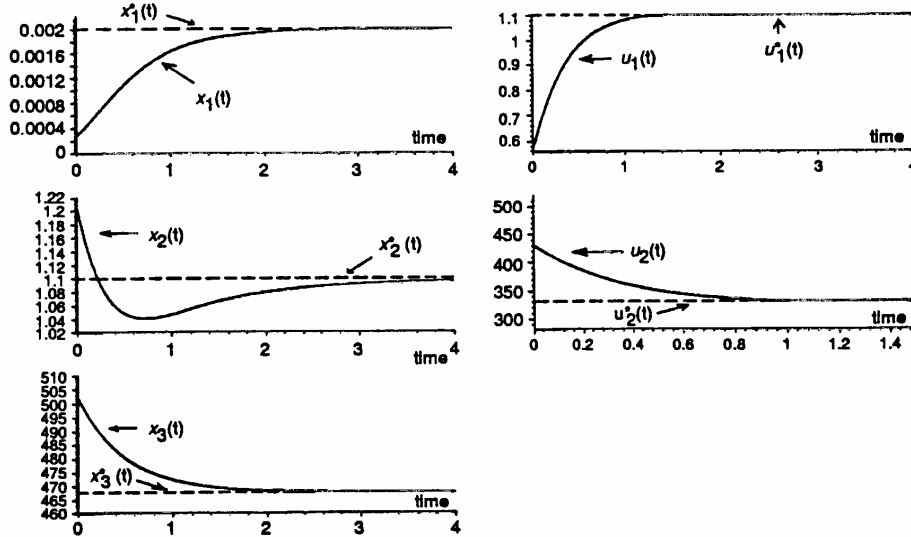 x°1(t)
0.002
0.0016
0.0012
0.0008
0.0004
0
x1(t)
time
0 1 2 3 4
1.1
1.0
0.9
0.8
0.7
0.6
u1(t)
u°1(t)
time
0 1 2 3 4
1.22
1.2
1.18
1.16
1.14
1.12
1.1
1.08
1.06
1.04
1.02
x2(t)
x°2(t)
time
0 1 2 3 4
500
450
400
350
300
u2(t)
u°2(t)
time
0 0.2 0.4 0.6 0.8 1 1.2 1.4
510
505
500
495
490
485
480
475
470
465
460
x3(t)
x°3(t)
time
0 1 2 3 4